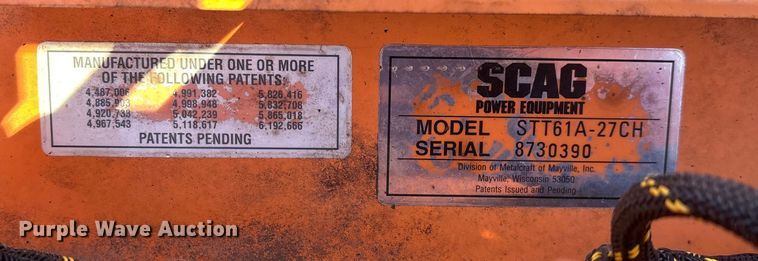 MANUFACTURED UNDER ONE OR MORE
OF THE FOLLOWING PATENTS:
4,487,006 4,991,382 5,826,416
4,885,903 4,998,948 5,832,708
4,920,733 5,042,239 5,865,018
4,967,543 5,118,617 5,192,666
PATENTS PENDING
SCAG
POWER EQUIPMENT
MODEL STT61A-27CH
SERIAL 8730390
Division of Metalcraft of Mayville, Inc.
Mayville, Wisconsin 53050
Patents Issued and Pending
Purple Wave Auction